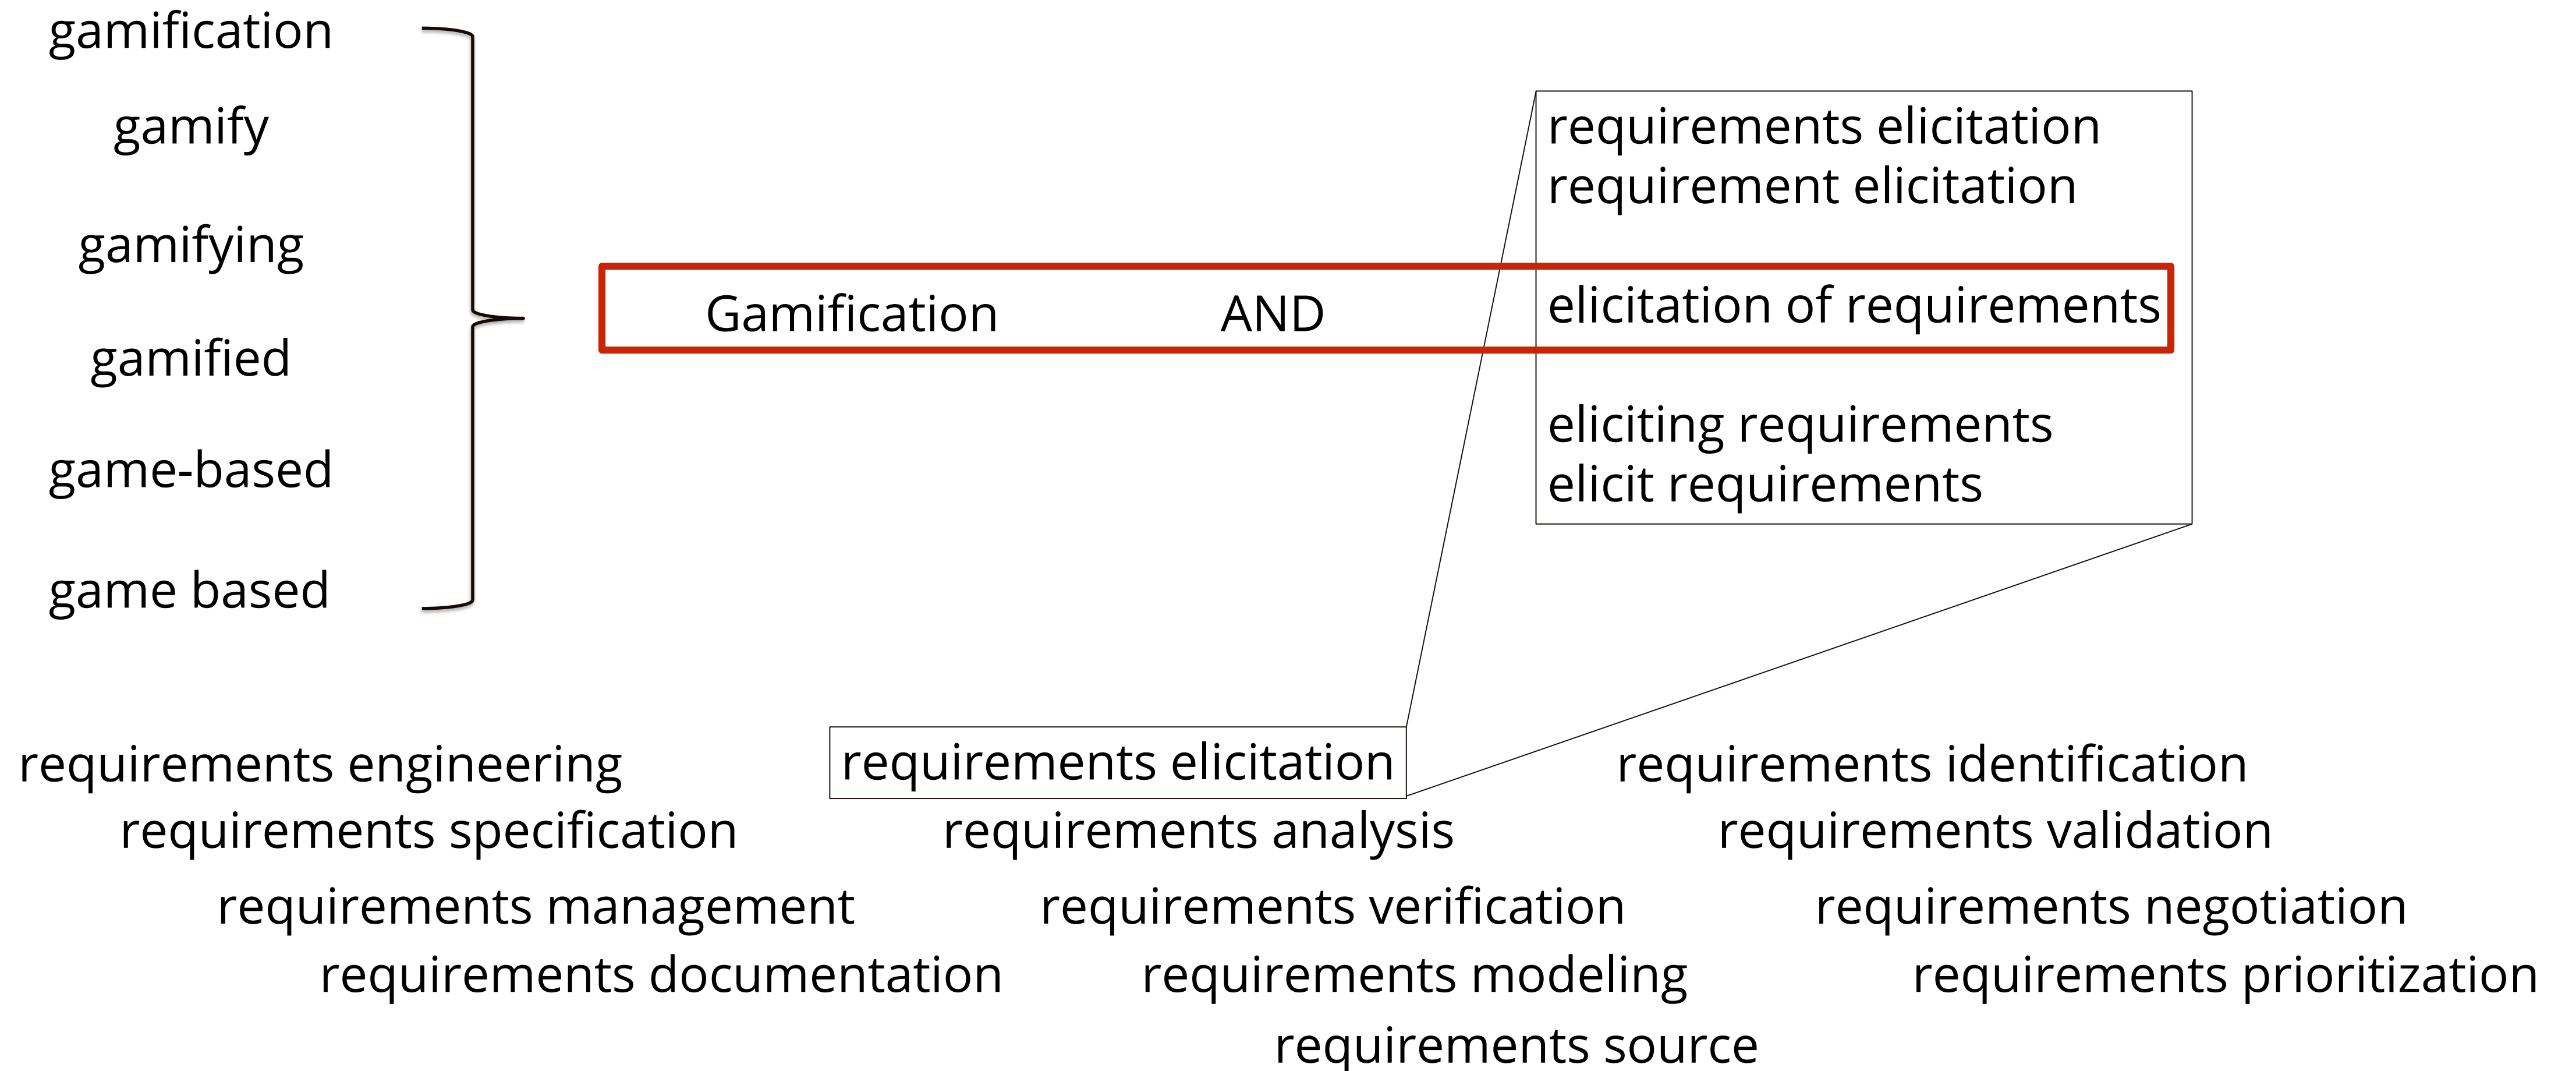 gamification
gamify
gamifying
gamified
game-based
game based
Gamification AND
requirements elicitation
requirement elicitation
elicitation of requirements
eliciting requirements
elicit requirements
requirements engineering
requirements elicitation
requirements identification
requirements specification
requirements analysis
requirements validation
requirements management
requirements verification
requirements negotiation
requirements documentation
requirements modeling
requirements prioritization
requirements source